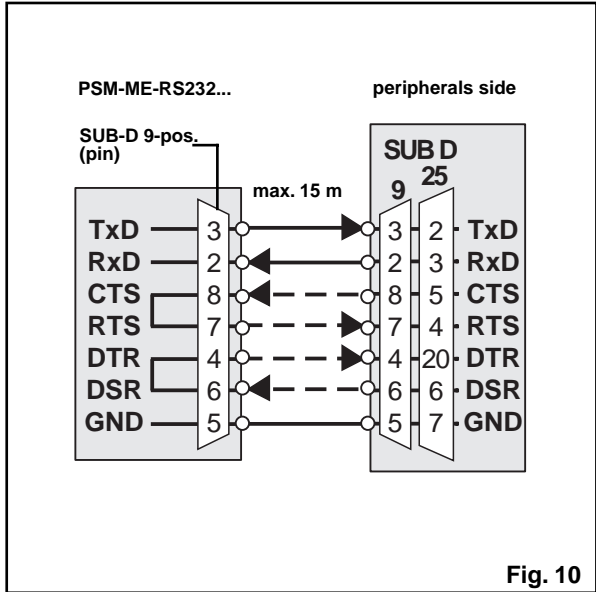 PSM-ME-RS232... peripherals side
SUB-D 9-pos.
(pin)
SUB D
max. 15 m 9 25
TxD 3 3 2 TxD
RxD 2 2 3 RxD
CTS 8 8 5 CTS
RTS 7 7 4 RTS
DTR 4 4 20 DTR
DSR 6 6 6 DSR
GND 5 5 7 GND
Fig. 10